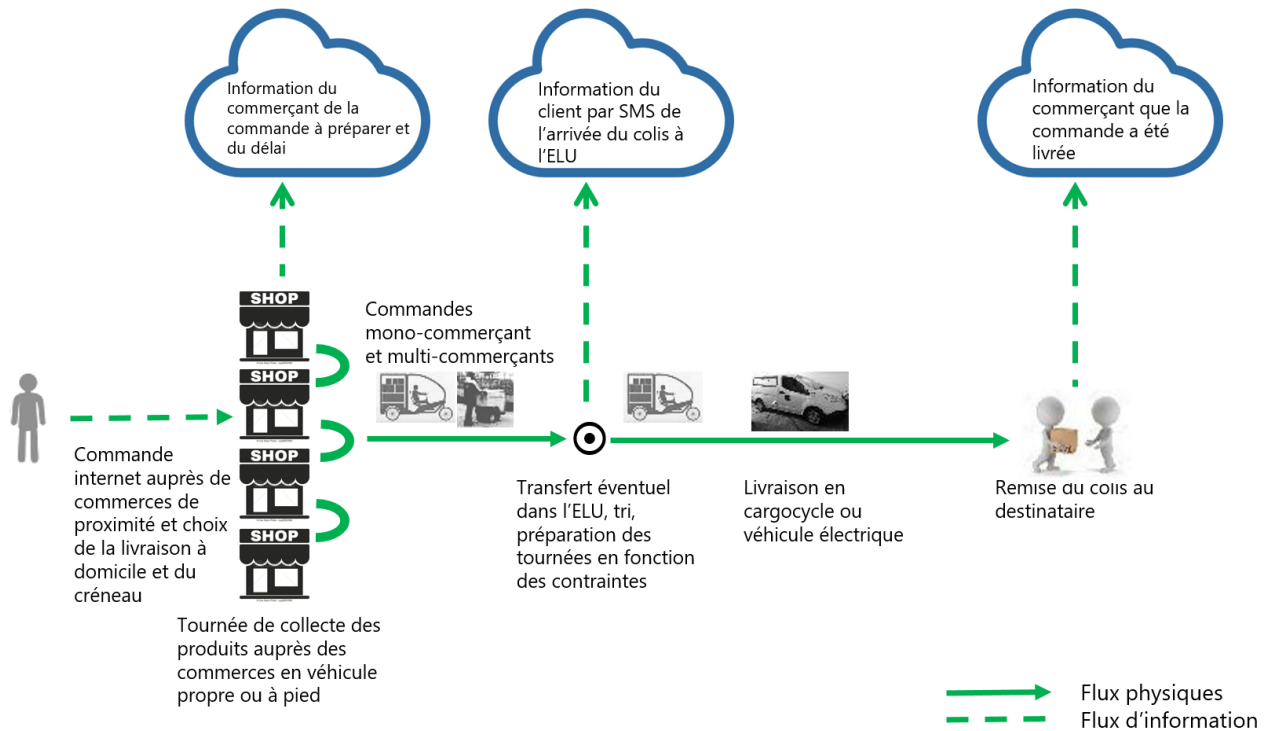 Information du
commerçant de la
commande à préparer et
du délai
Information du
client par SMS de
l'arrivée du colis à
l'ELU
Information du
commerçant que la
commande a été
livrée
SHOP
SHOP
SHOP
SHOP
Commandes
mono-commerçant
et multi-commerçants
Commande
internet auprès de
commerces de
proximité et choix
de la livraison à
domicile et du
créneau
Tournée de collecte des
produits auprès des
commerces en véhicule
propre ou à pied
Transfert éventuel
dans l'ELU, tri,
préparation des
tournées en fonction
des contraintes
Livraison en
cargocycle ou
véhicule électrique
Remise du colis au
destinataire
Flux physiques
Flux d'information